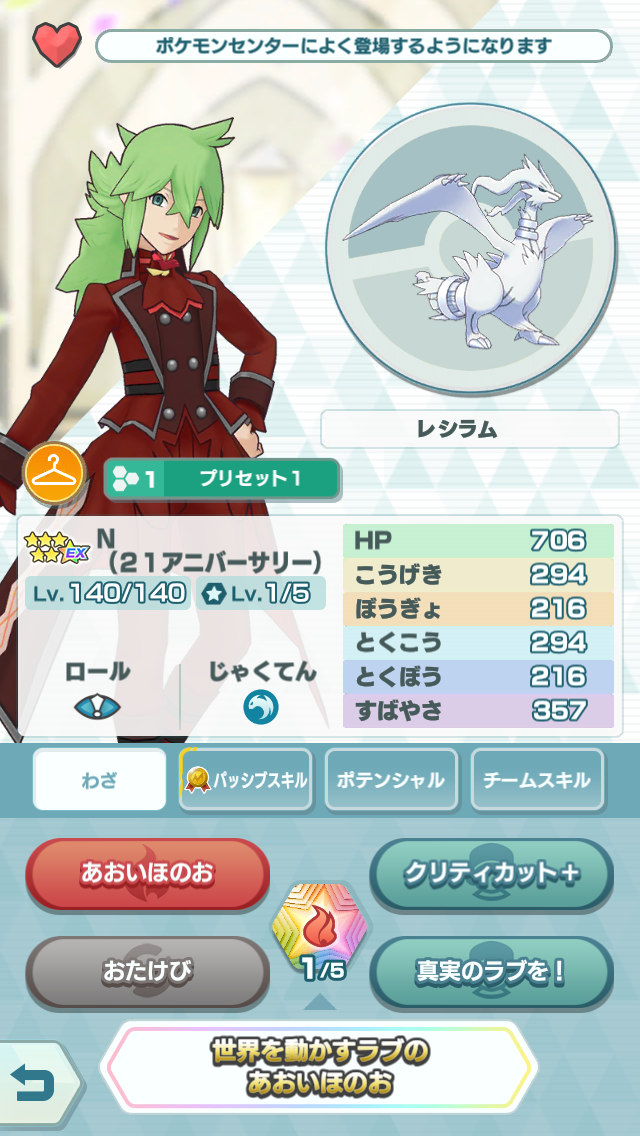 ポケモンセンターによく登場するようになります
レシラム
1 プリセット1
EX N
(21アニバーサリー)
Lv.140/140 Lv.1/5
ロール じゃくてん
HP 706
こうげき 294
ぼうぎょ 216
とくこう 294
とくぼう 216
すばやさ 357
わざ パッシブスキル ポテンシャル チームスキル
あおいほのお クリティカット+
1/5
おたけび 真実のラブを!
世界を動かすラブの
あおいほのお